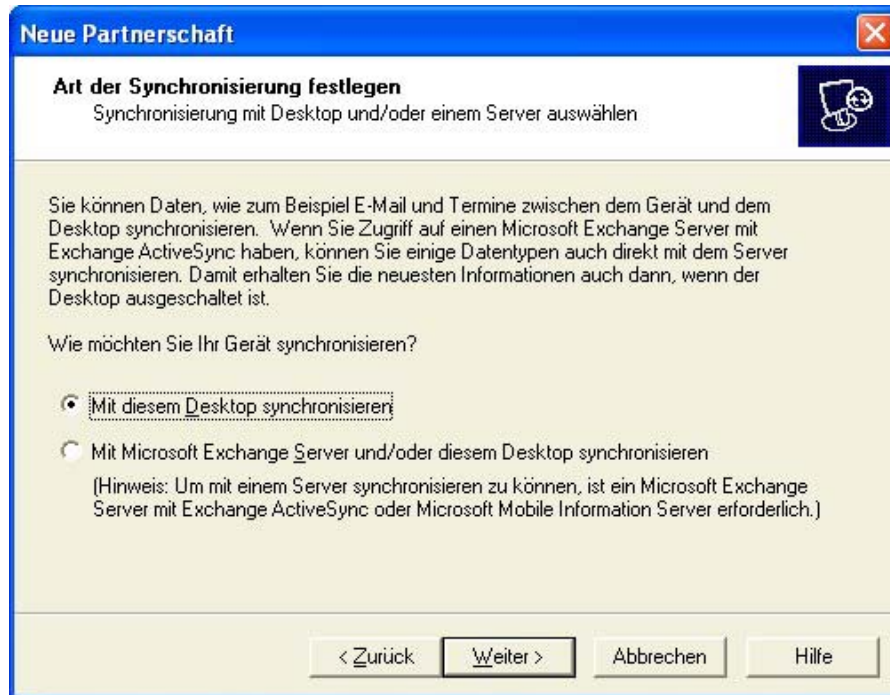 Neue Partnerschaft
Art der Synchronisierung festlegen
Synchronisierung mit Desktop und/oder einem Server auswählen
Sie können Daten, wie zum Beispiel E-Mail und Termine zwischen dem Gerät und dem
Desktop synchronisieren. Wenn Sie Zugriff auf einen Microsoft Exchange Server mit
Exchange ActiveSync haben, können Sie einige Datentypen auch direkt mit dem Server
synchronisieren. Damit erhalten Sie die neuesten Informationen auch dann, wenn der
Desktop ausgeschaltet ist.
Wie möchten Sie Ihr Gerät synchronisieren?
Mit diesem Desktop synchronisieren
Mit Microsoft Exchange Server und/oder diesem Desktop synchronisieren
(Hinweis: Um mit einem Server synchronisieren zu können, ist ein Microsoft Exchange
Server mit Exchange ActiveSync oder Microsoft Mobile Information Server erforderlich.)
< Zurück Weiter > Abbrechen Hilfe